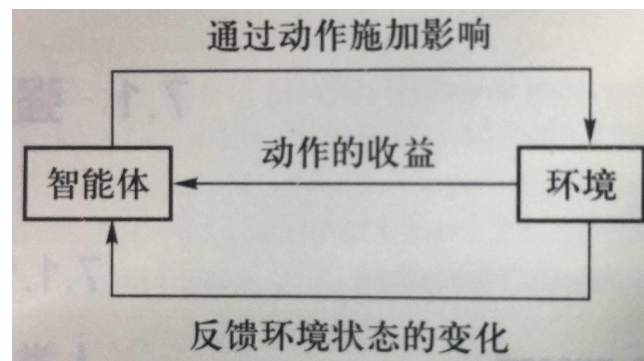 通过动作施加影响
动作的收益
智能体
环境
反馈环境状态的变化